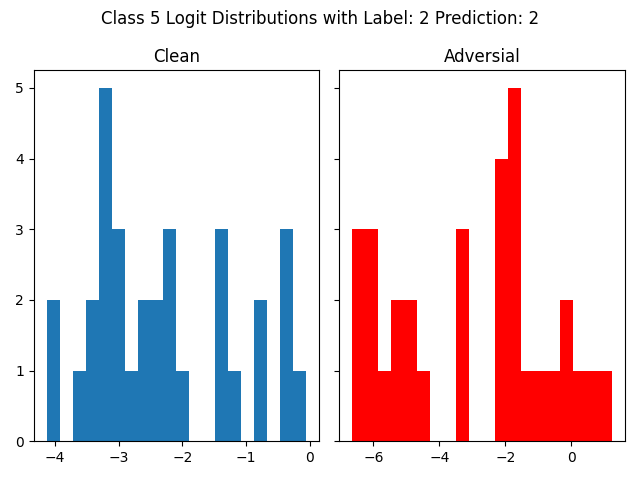 Class 5 Logit Distributions with Label: 2 Prediction: 2
Clean
Adversial
5
4
3
2
1
0
−4 −3 −2 −1 0
−6 −4 −2 0